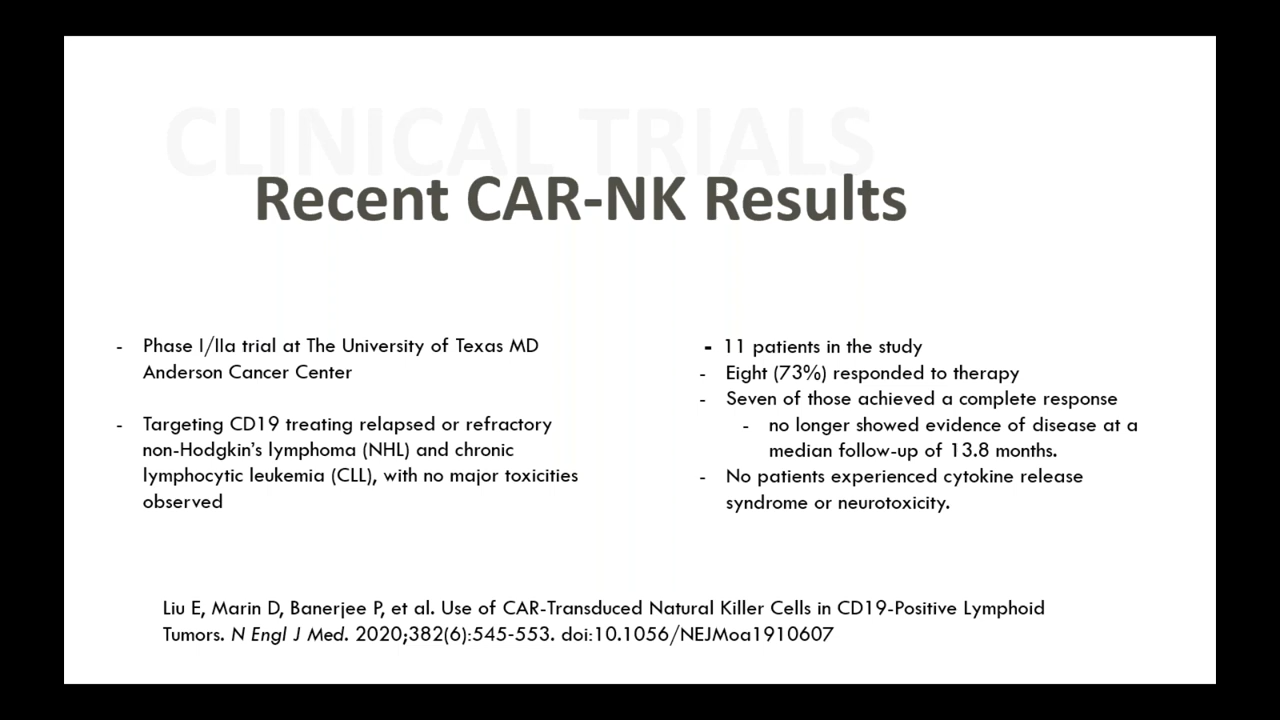 CLINICAL TRIALS
Recent CAR-NK Results
- Phase I/IIa trial at The University of Texas MD
Anderson Cancer Center
- Targeting CD19 treating relapsed or refractory
non-Hodgkin's lymphoma (NHL) and chronic
lymphocytic leukemia (CLL), with no major toxicities
observed
- 11 patients in the study
- Eight (73%) responded to therapy
- Seven of those achieved a complete response
- no longer showed evidence of disease at a
median follow-up of 13.8 months.
- No patients experienced cytokine release
syndrome or neurotoxicity.
Liu E, Marin D, Banerjee P, et al. Use of CAR-Transduced Natural Killer Cells in CD19-Positive Lymphoid
Tumors. N Engl J Med. 2020;382(6):545-553. doi:10.1056/NEJMoa1910607